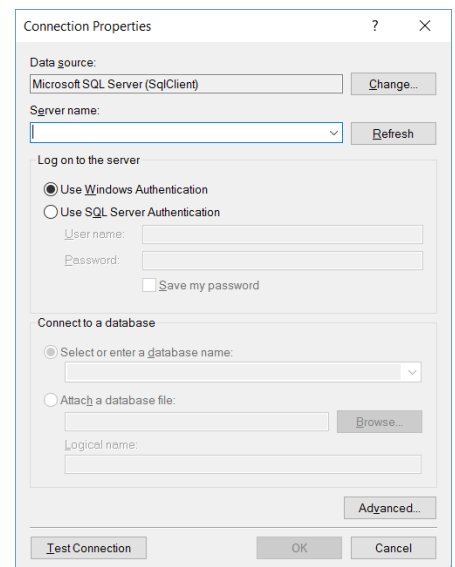 Connection Properties ? ×
Data source:
Microsoft SQL Server (SqlClient) Change...
Server name:
Refresh
Log on to the server
Use Windows Authentication
Use SQL Server Authentication
User name:
Password:
Save my password
Connect to a database
Select or enter a database name:
Attach a database file:
Browse...
Logical name:
Advanced...
Test Connection OK Cancel